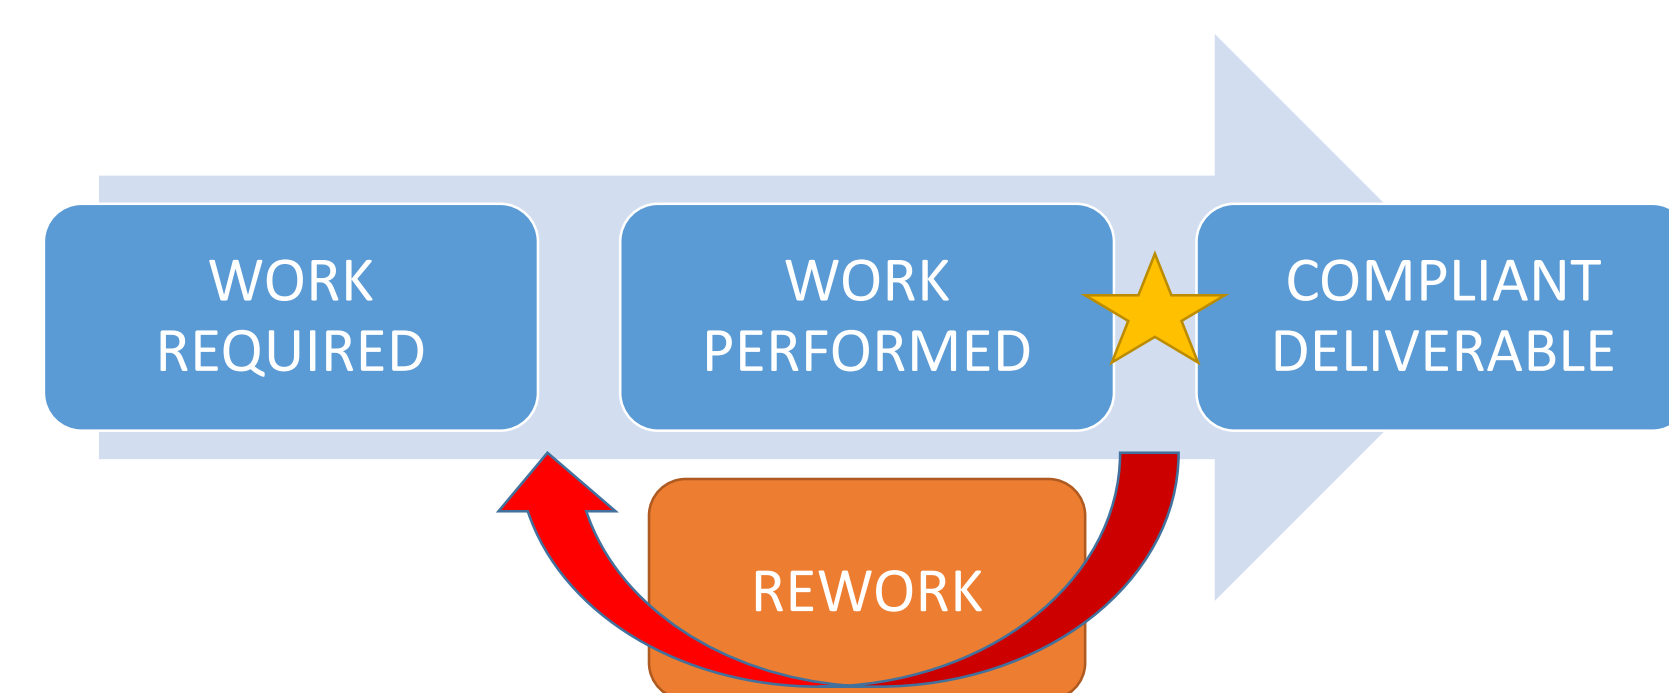 WORK
REQUIRED
WORK
PERFORMED
COMPLIANT
DELIVERABLE
REWORK